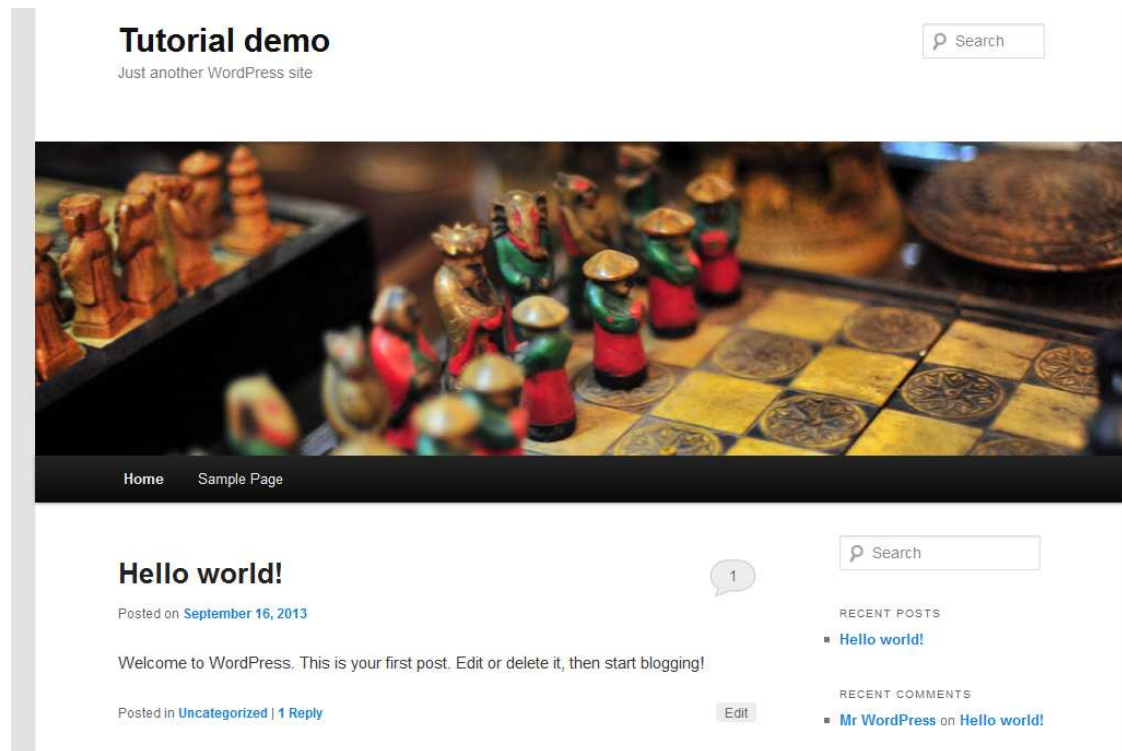 Tutorial demo
Just another WordPress site
Search
Home Sample Page
Hello world!
1
Posted on September 16, 2013
Welcome to WordPress. This is your first post. Edit or delete it, then start blogging!
Posted in Uncategorized | 1 Reply
Edit
Search
RECENT POSTS
Hello world!
RECENT COMMENTS
Mr WordPress on Hello world!